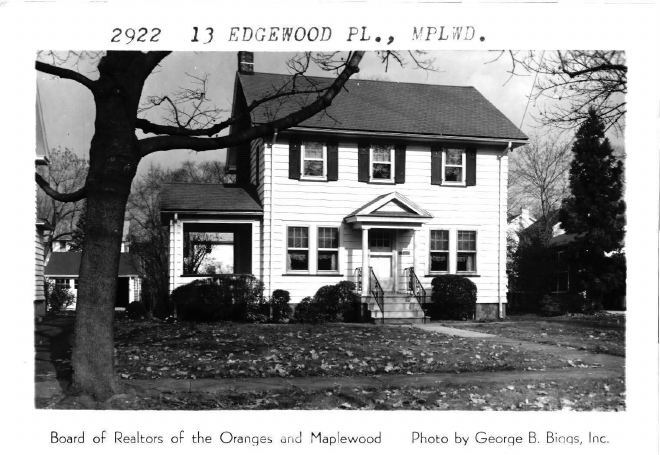 2922 13 EDGEWOOD PL., MPLWD.
Board of Realtors of the Oranges and Maplewood Photo by George B. Biggs, Inc.